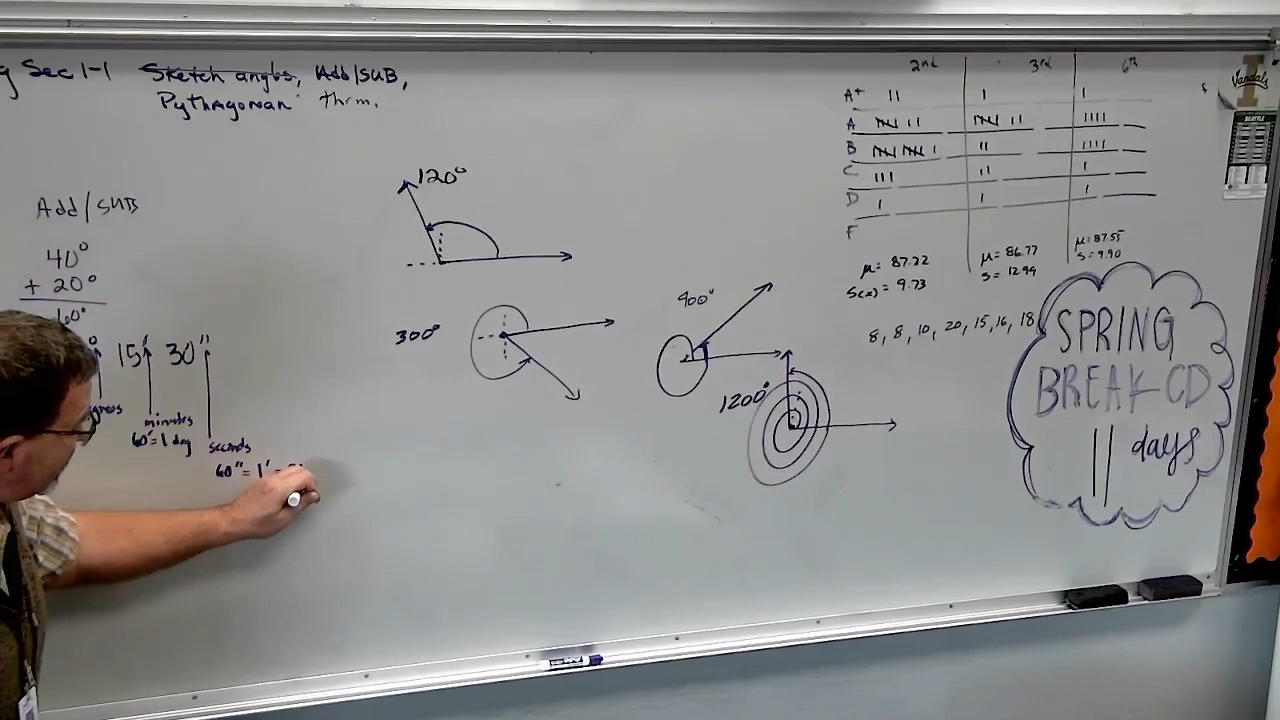 Sec 1-1 Sketch angles, Add/SUB,
Pythagorean thrm.
Add/SUB
40°
+ 20°
60°
15' 30"
minutes
60'=1 deg
seconds
60"= 1'
120°
300°
900°
1200°
2nd 3rd 6th
A+ || | |
A |||| || |||| || ||||
B |||| |||| | || ||||
C ||| || |
D | | |
F
μ= 87.22 μ= 86.77 μ=87.55
S(x) = 9.73 S= 12.99 S= 9.90
8, 8, 10, 20, 15, 16, 18
SPRING
BREAK-CD
11 days
Vandals
SEATTLE